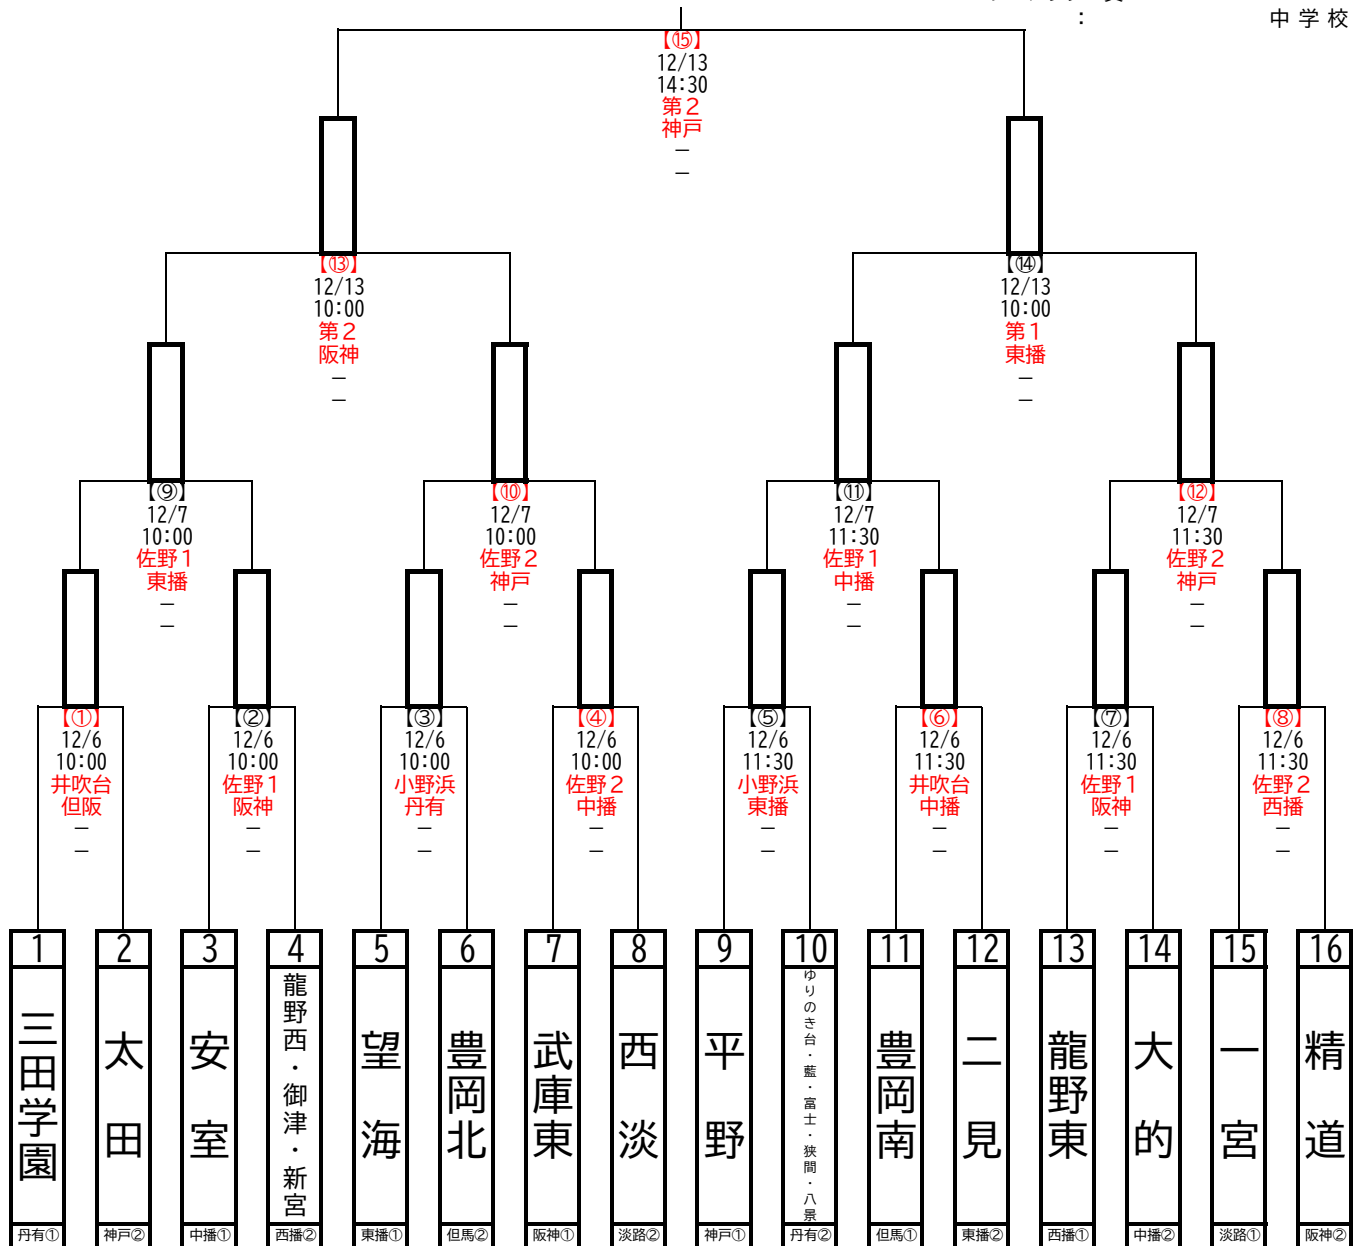 : 中学校
【⑮】
12/13
14:30
第2
神戸
－
－
【⑬】
12/13
10:00
第2
阪神
－
－
【⑭】
12/13
10:00
第1
東播
－
－
【⑨】
12/7
10:00
佐野1
東播
－
－
【⑩】
12/7
10:00
佐野2
神戸
－
－
【⑪】
12/7
11:30
佐野1
中播
－
－
【⑫】
12/7
11:30
佐野2
神戸
－
－
【①】
12/6
10:00
井吹台
但阪
－
－
【②】
12/6
10:00
佐野1
阪神
－
－
【③】
12/6
10:00
小野浜
丹有
－
－
【④】
12/6
10:00
佐野2
中播
－
－
【⑤】
12/6
11:30
小野浜
東播
－
－
【⑥】
12/6
11:30
井吹台
中播
－
－
【⑦】
12/6
11:30
佐野1
阪神
－
－
【⑧】
12/6
11:30
佐野2
西播
－
－
1
三田学園
丹有①
2
太田
神戸②
3
安室
中播①
4
龍野西・御津・新宮
西播②
5
望海
東播①
6
豊岡北
但馬②
7
武庫東
阪神①
8
西淡
淡路②
9
平野
神戸①
10
ゆりのき台・藍・富士・狭間・八景
丹有②
11
豊岡南
但馬①
12
二見
東播②
13
龍野東
西播①
14
大的
中播②
15
一宮
淡路①
16
精道
阪神②